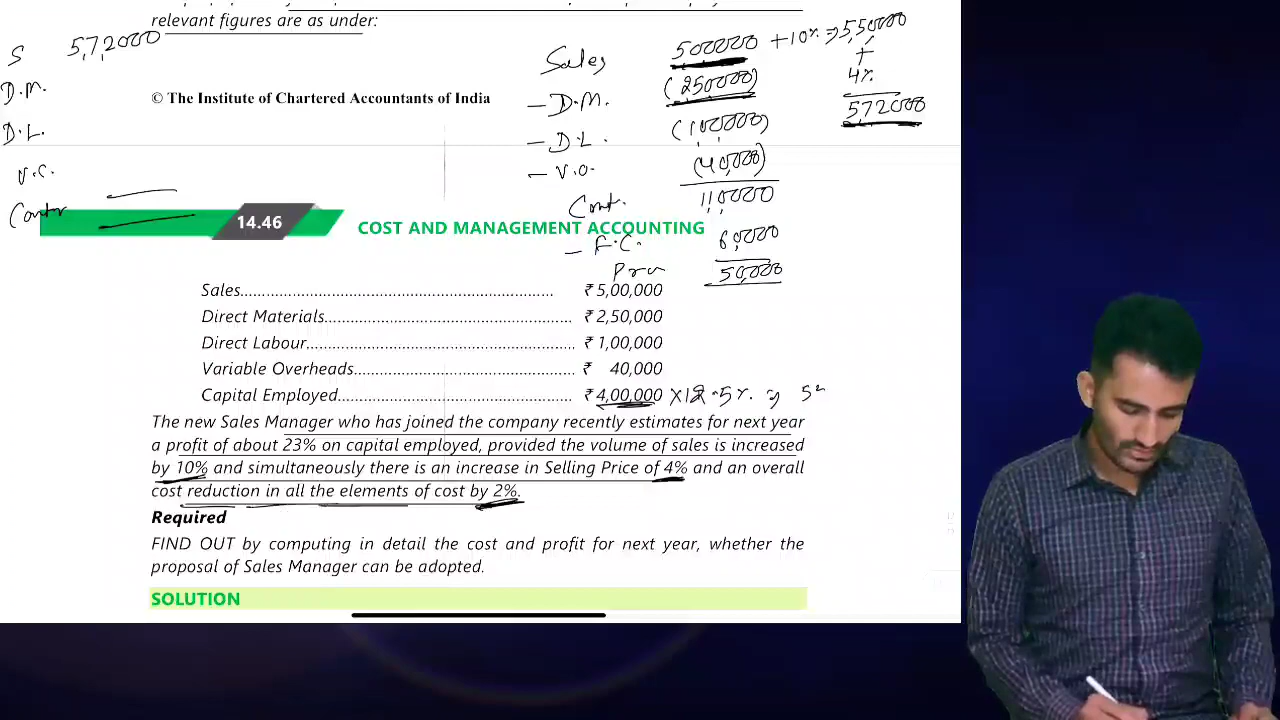 relevant figures are as under:
S 5,72000
D.M.
D.L.
V.C.
Contr
© The Institute of Chartered Accountants of India
Sales 500000 +10% ⇒ 5,50000
+
4%
572000
- D.M. (250000)
- D.L. (100000)
- V.O. (40,000)
Cont. 110000
- F.C. 60000
50,000
14.46 COST AND MANAGEMENT ACCOUNTING
Sales ₹ 5,00,000
Direct Materials ₹ 2,50,000
Direct Labour ₹ 1,00,000
Variable Overheads ₹ 40,000
Capital Employed ₹ 4,00,000
The new Sales Manager who has joined the company recently estimates for next year
a profit of about 23% on capital employed, provided the volume of sales is increased
by 10% and simultaneously there is an increase in Selling Price of 4% and an overall
cost reduction in all the elements of cost by 2%.
Required
FIND OUT by computing in detail the cost and profit for next year, whether the
proposal of Sales Manager can be adopted.
SOLUTION